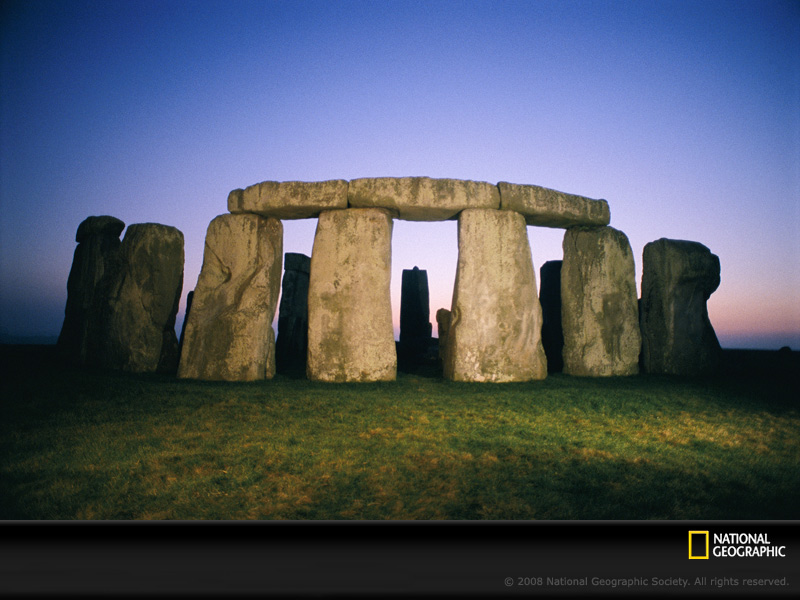 NATIONAL
GEOGRAPHIC
© 2008 National Geographic Society. All rights reserved.